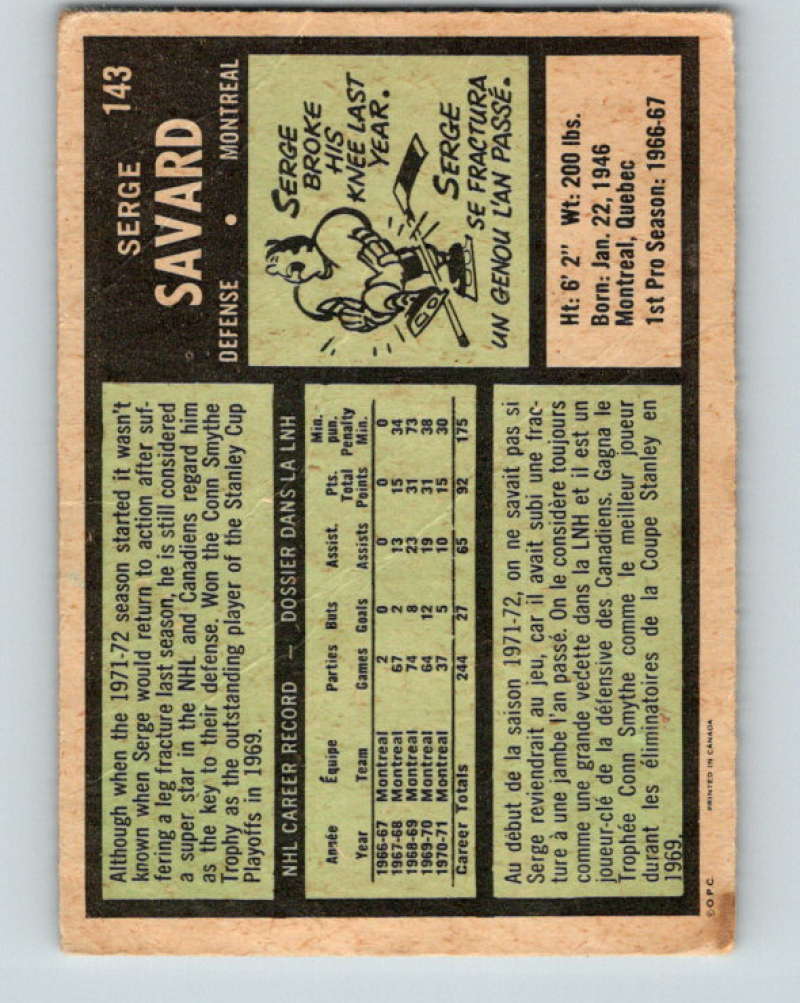 SERGE 143
SAVARD
DEFENSE • MONTREAL
Although when the 1971-72 season started it wasn't
known when Serge would return to action after suf-
fering a leg fracture last season, he is still considered
a super star in the NHL and Canadiens regard him
as the key to their defense. Won the Conn Smythe
Trophy as the outstanding player of the Stanley Cup
Playoffs in 1969.
SERGE
BROKE
HIS
KNEE LAST
YEAR.
SERGE
SE FRACTURA
UN GENOU L'AN PASSÉ.
NHL CAREER RECORD — DOSSIER DANS LA LNH
Année Équipe Parties Buts Assist. Pts. Total Min. pun.
Year Team Games Goals Assists Points Penalty Min.
1966-67 Montreal 2 0 0 0 0
1967-68 Montreal 67 2 13 15 34
1968-69 Montreal 74 8 23 31 73
1969-70 Montreal 64 12 19 31 38
1970-71 Montreal 37 5 10 15 30
Career Totals 244 27 65 92 175
Au début de la saison 1971-72, on ne savait pas si
Serge reviendrait au jeu, car il avait subi une frac-
ture à une jambe l'an passé. On le considère toujours
comme une grande vedette dans la LNH et il est un
joueur-clé de la défensive des Canadiens. Gagna le
Trophée Conn Smythe comme le meilleur joueur
durant les éliminatoires de la Coupe Stanley en
1969.
Ht: 6' 2" Wt: 200 lbs.
Born: Jan. 22, 1946
Montreal, Quebec
1st Pro Season: 1966-67
© O.P.C. PRINTED IN CANADA